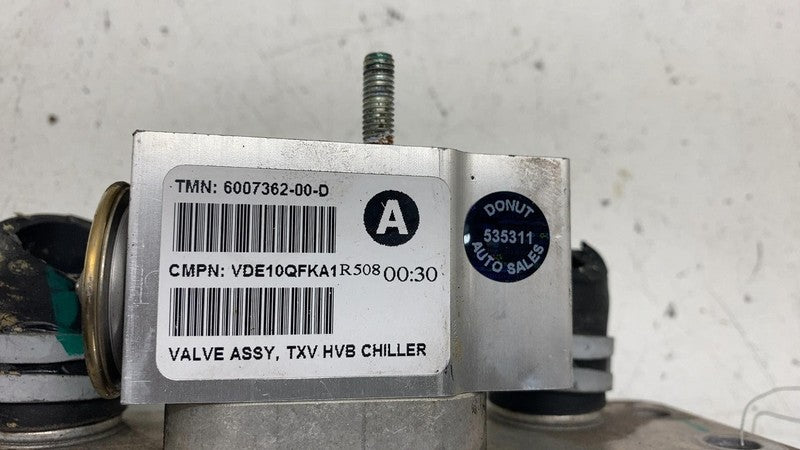 TMN: 6007362-00-D
A
CMPN: VDE10QFKA1R508 00:30
VALVE ASSY, TXV HVB CHILLER
DONUT
535311
AUTO SALES